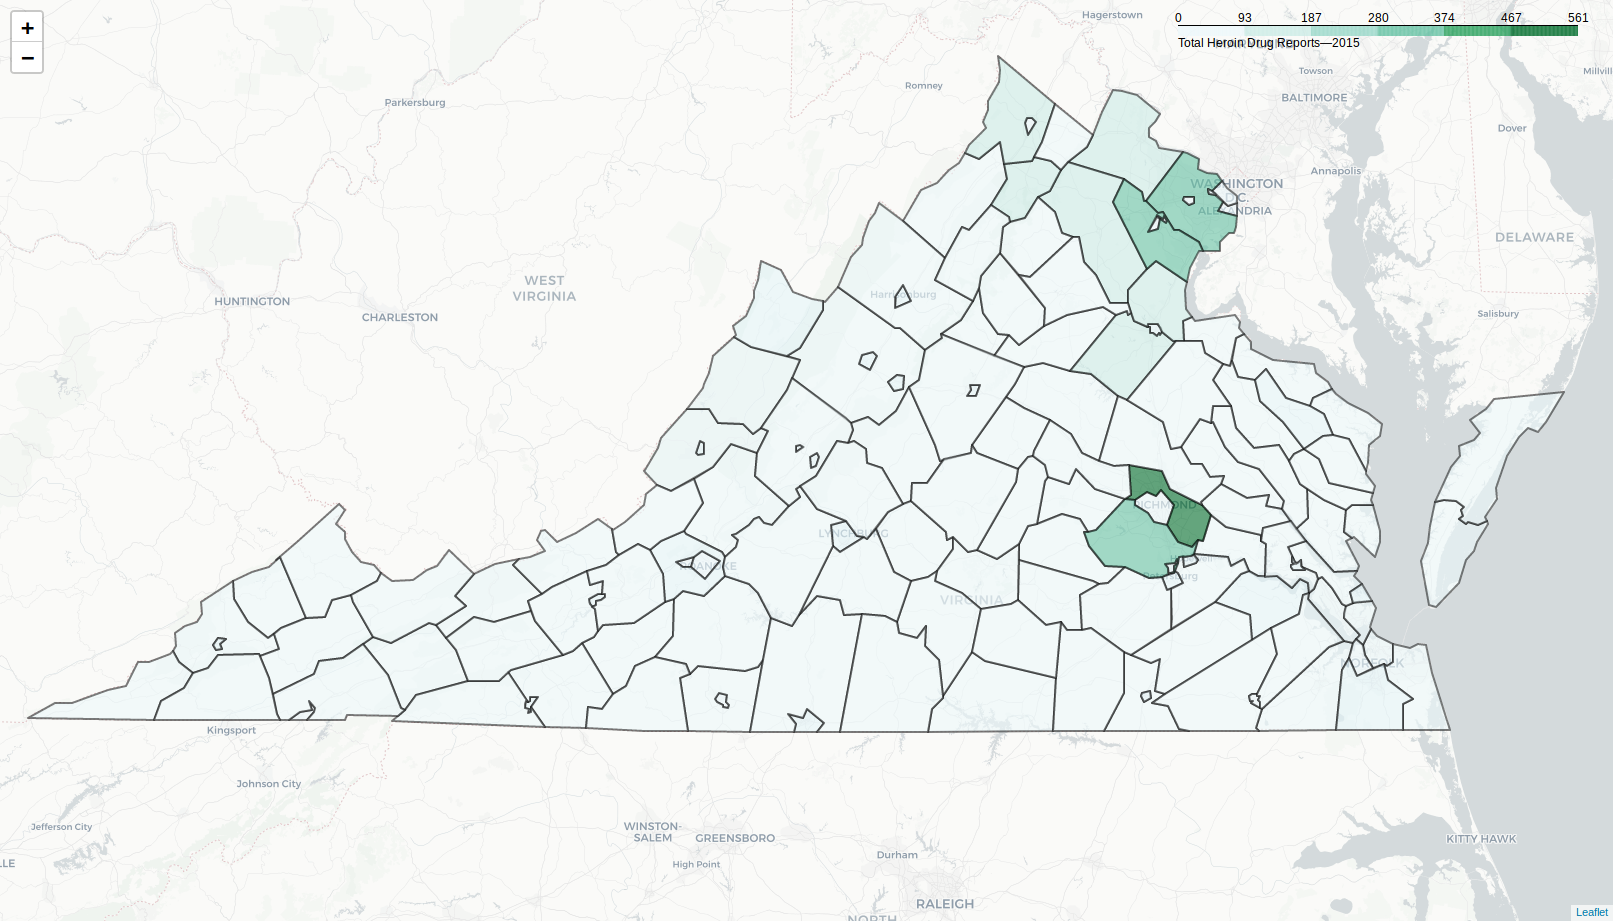 +
−
0 93 187 280 374 467 561
Total Heroin Drug Reports—2015
Hagerstown
Towson
Millvill
Romney
BALTIMORE
Parkersburg
Dover
Annapolis
WASHINGTON
D.C.
ALEXANDRIA
DELAWARE
WEST
VIRGINIA
Harrisonburg
HUNTINGTON
CHARLESTON
Salisbury
RICHMOND
LYNCHBURG
ROANOKE
Petersburg
VIRGINIA
NORFOLK
Kingsport
Johnson City
Jefferson City
WINSTON-
SALEM
GREENSBORO
KITTY HAWK
High Point
Durham
LLE
RALEIGH
NORTH
Leaflet